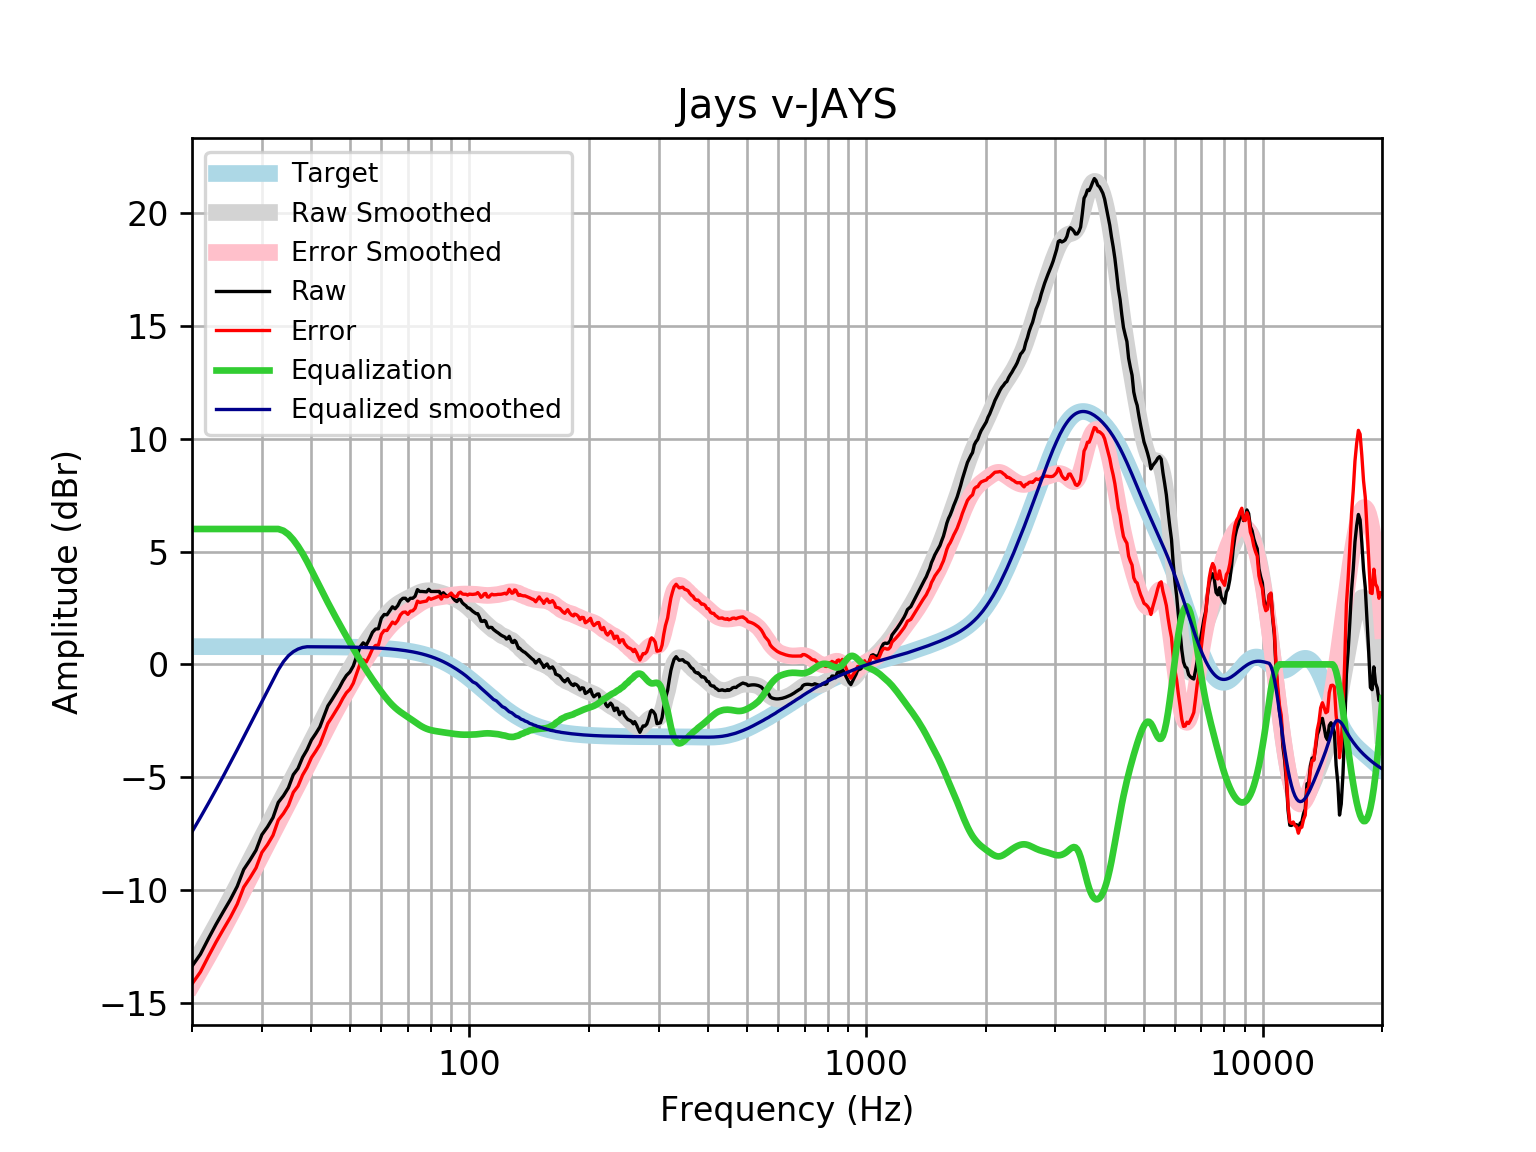 Jays v-JAYS
Target
Raw Smoothed
Error Smoothed
Raw
Error
Equalization
Equalized smoothed
20
15
10
5
0
−5
−10
−15
Amplitude (dBr)
100 1000 10000
Frequency (Hz)